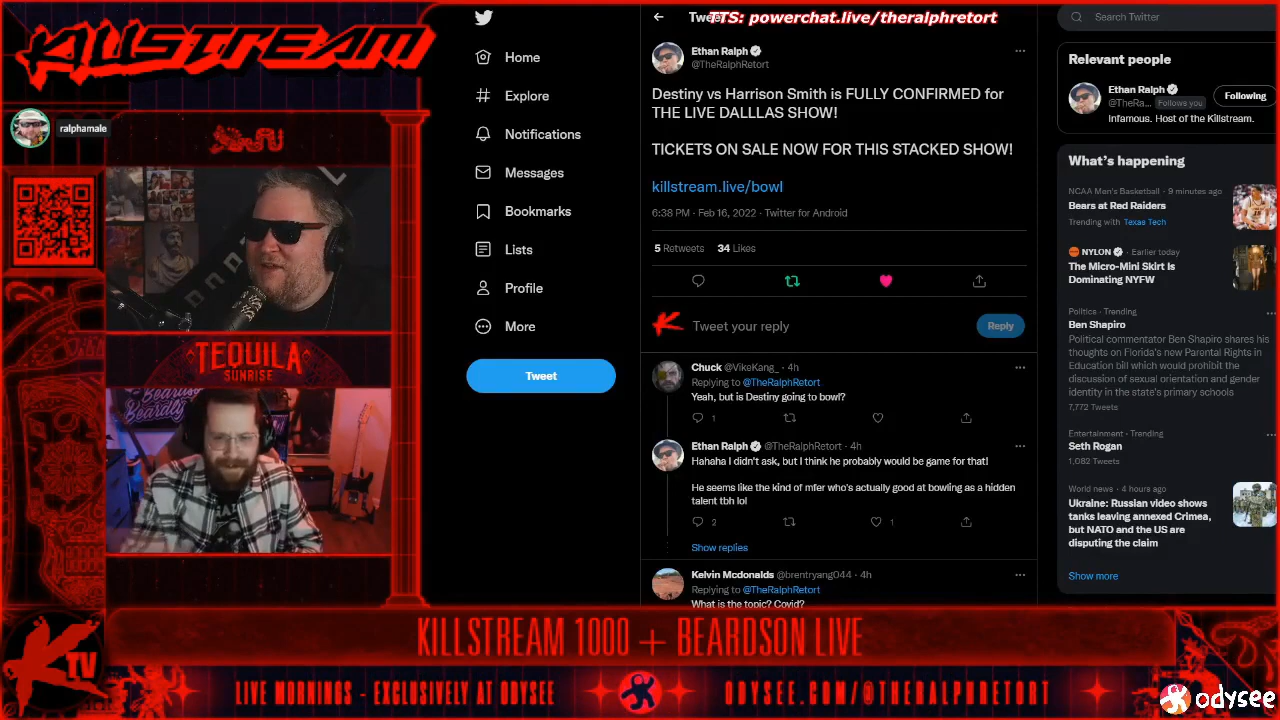 KILLSTREAM
ralphamale
TEQUILA
SUNRISE
TTS: powerchat.live/theralphretort
Home
Explore
Notifications
Messages
Bookmarks
Lists
Profile
More
Tweet
Ethan Ralph
@TheRalphRetort
Destiny vs Harrison Smith is FULLY CONFIRMED for
THE LIVE DALLLAS SHOW!
TICKETS ON SALE NOW FOR THIS STACKED SHOW!
killstream.live/bowl
6:38 PM · Feb 16, 2022 · Twitter for Android
5 Retweets 34 Likes
Tweet your reply
Reply
Chuck @VikeKang_ · 4h
Replying to @TheRalphRetort
Yeah, but is Destiny going to bowl?
1
Ethan Ralph @TheRalphRetort · 4h
Hahaha I didn't ask, but I think he probably would be game for that!
He seems like the kind of mfer who's actually good at bowling as a hidden
talent tbh lol
2 1
Show replies
Kelvin Mcdonalds @brentryang044 · 4h
Replying to @TheRalphRetort
What is the topic? Covid?
Search Twitter
Relevant people
Ethan Ralph
@TheRa... Follows you
Following
Infamous. Host of the Killstream.
What's happening
NCAA Men's Basketball · 9 minutes ago
Bears at Red Raiders
Trending with Texas Tech
NYLON · Earlier today
The Micro-Mini Skirt Is
Dominating NYFW
Politics · Trending
Ben Shapiro
Political commentator Ben Shapiro shares his
thoughts on Florida's new Parental Rights in
Education bill which would prohibit the
discussion of sexual orientation and gender
identity in the state's primary schools
7,772 Tweets
Entertainment · Trending
Seth Rogan
1,082 Tweets
World news · 4 hours ago
Ukraine: Russian video shows
tanks leaving annexed Crimea,
but NATO and the US are
disputing the claim
Show more
KILLSTREAM 1000 + BEARDSON LIVE
K TV
LIVE MORNINGS - EXCLUSIVELY AT ODYSEE
ODYSEE.COM/@THERALPHRETORT
odysee